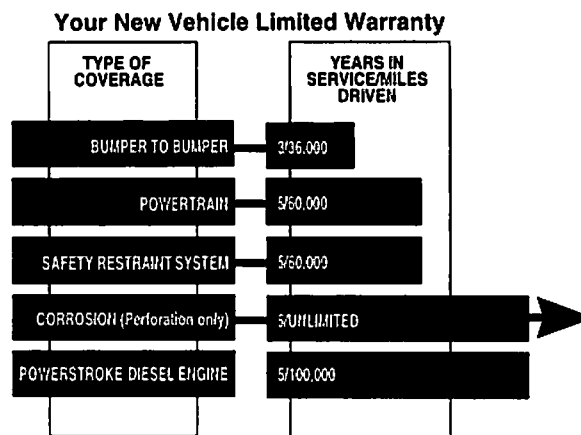 Your New Vehicle Limited Warranty
TYPE OF COVERAGE
YEARS IN SERVICE/MILES DRIVEN
BUMPER TO BUMPER 3/36,000
POWERTRAIN 5/60,000
SAFETY RESTRAINT SYSTEM 5/60,000
CORROSION (Perforation only) 5/UNLIMITED
POWERSTROKE DIESEL ENGINE 5/100,000